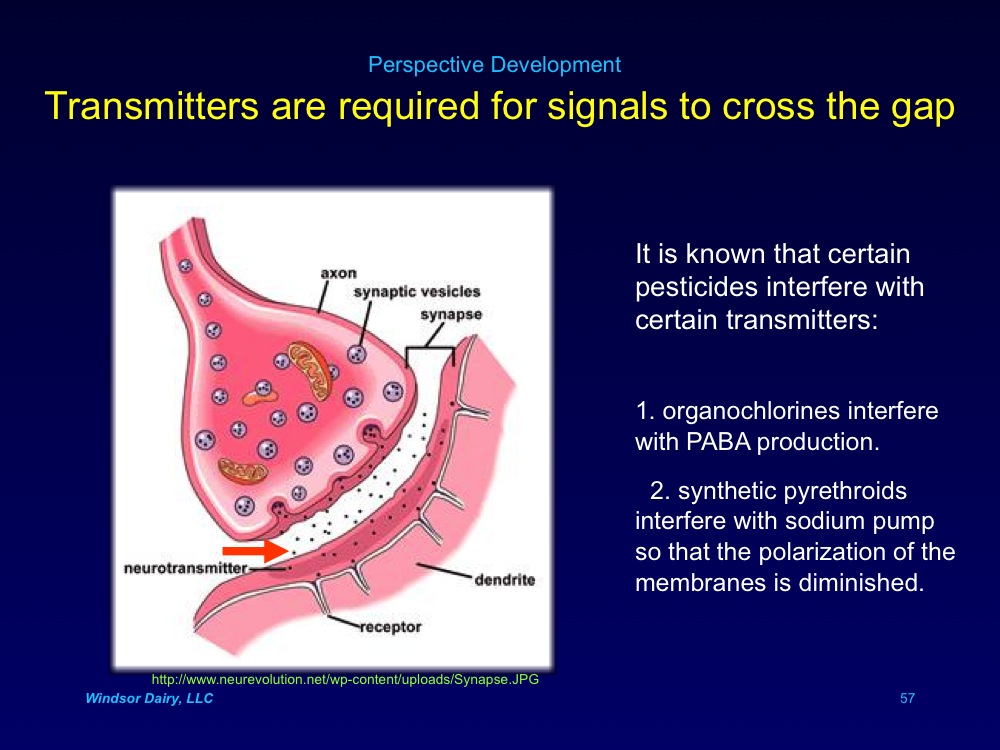 Perspective Development
Transmitters are required for signals to cross the gap
axon
synaptic vesicles
synapse
neurotransmitter
dendrite
receptor
It is known that certain
pesticides interfere with
certain transmitters:
1. organochlorines interfere
with PABA production.
2. synthetic pyrethroids
interfere with sodium pump
so that the polarization of the
membranes is diminished.
http://www.neurevolution.net/wp-content/uploads/Synapse.JPG
Windsor Dairy, LLC
57